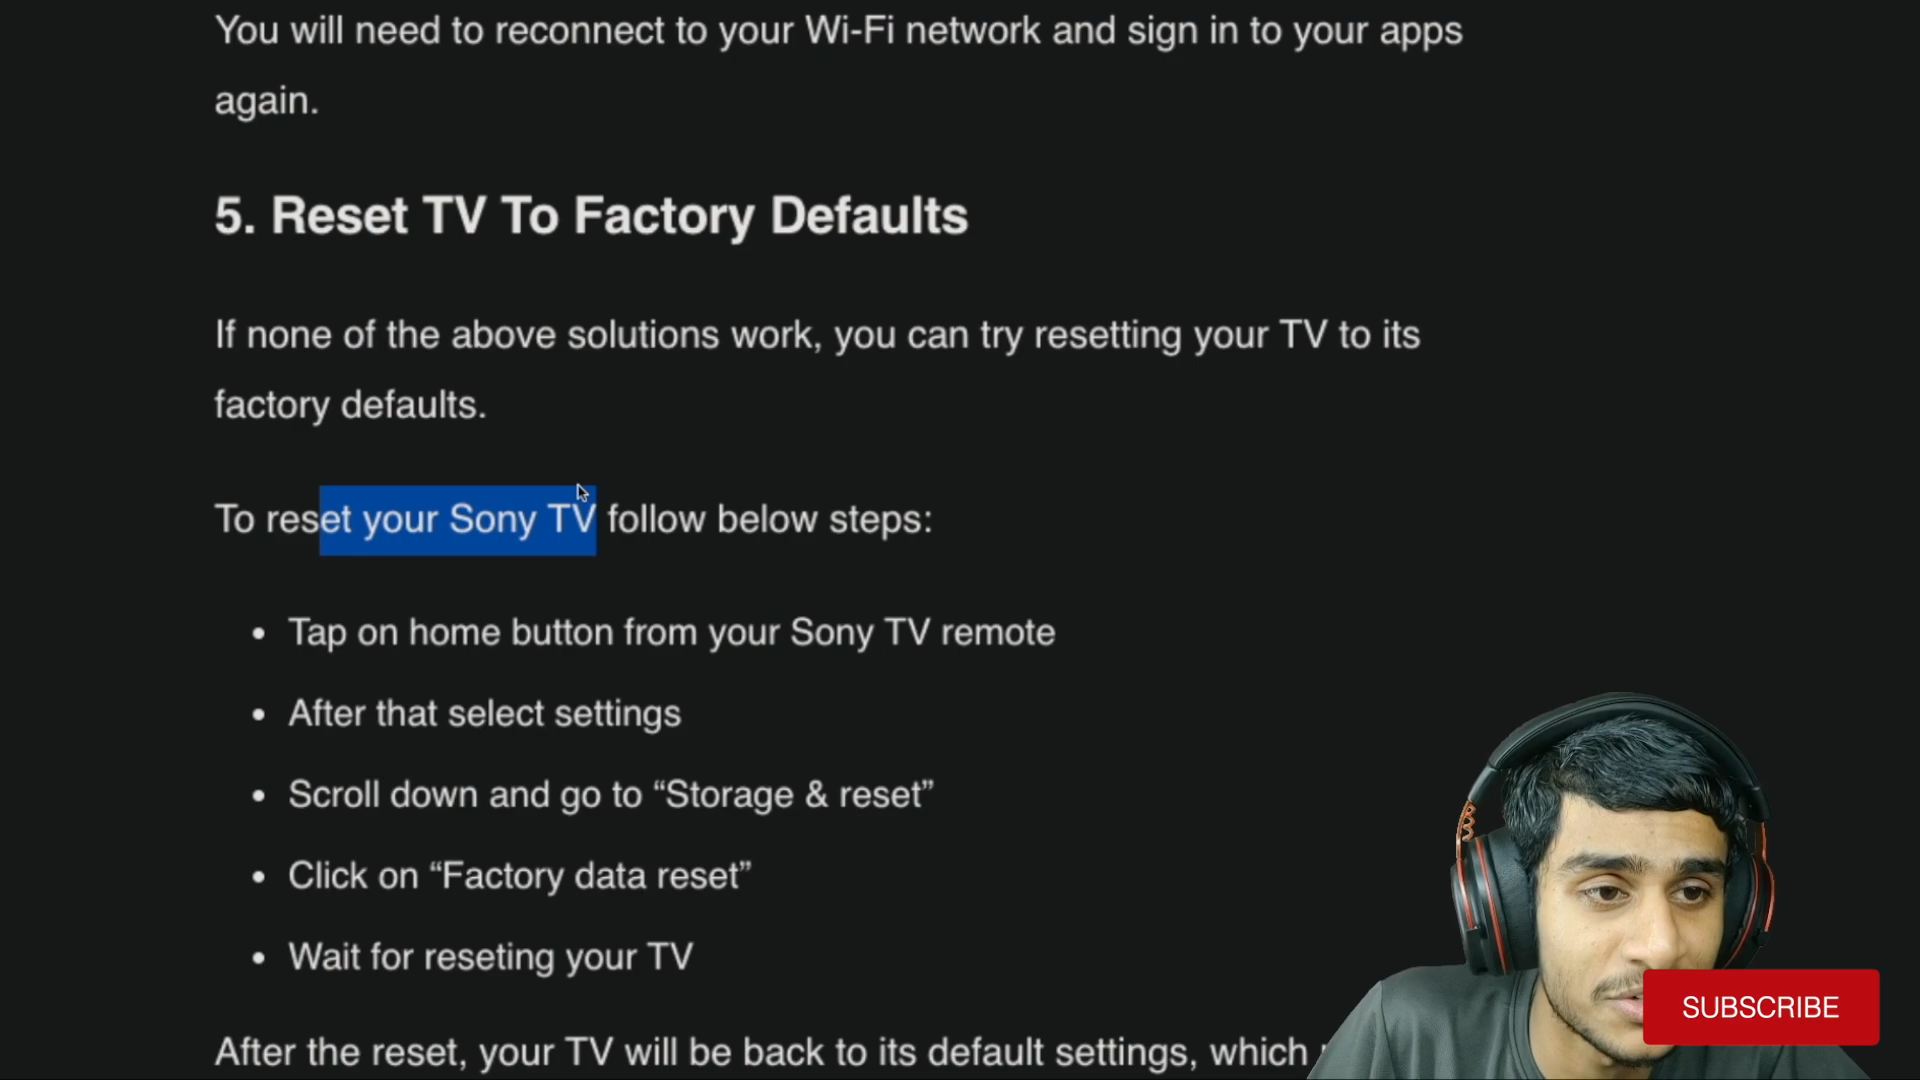 You will need to reconnect to your Wi-Fi network and sign in to your apps
again.
5. Reset TV To Factory Defaults
If none of the above solutions work, you can try resetting your TV to its
factory defaults.
To reset your Sony TV follow below steps:
• Tap on home button from your Sony TV remote
• After that select settings
• Scroll down and go to “Storage & reset”
• Click on “Factory data reset”
• Wait for reseting your TV
After the reset, your TV will be back to its default settings, which
SUBSCRIBE